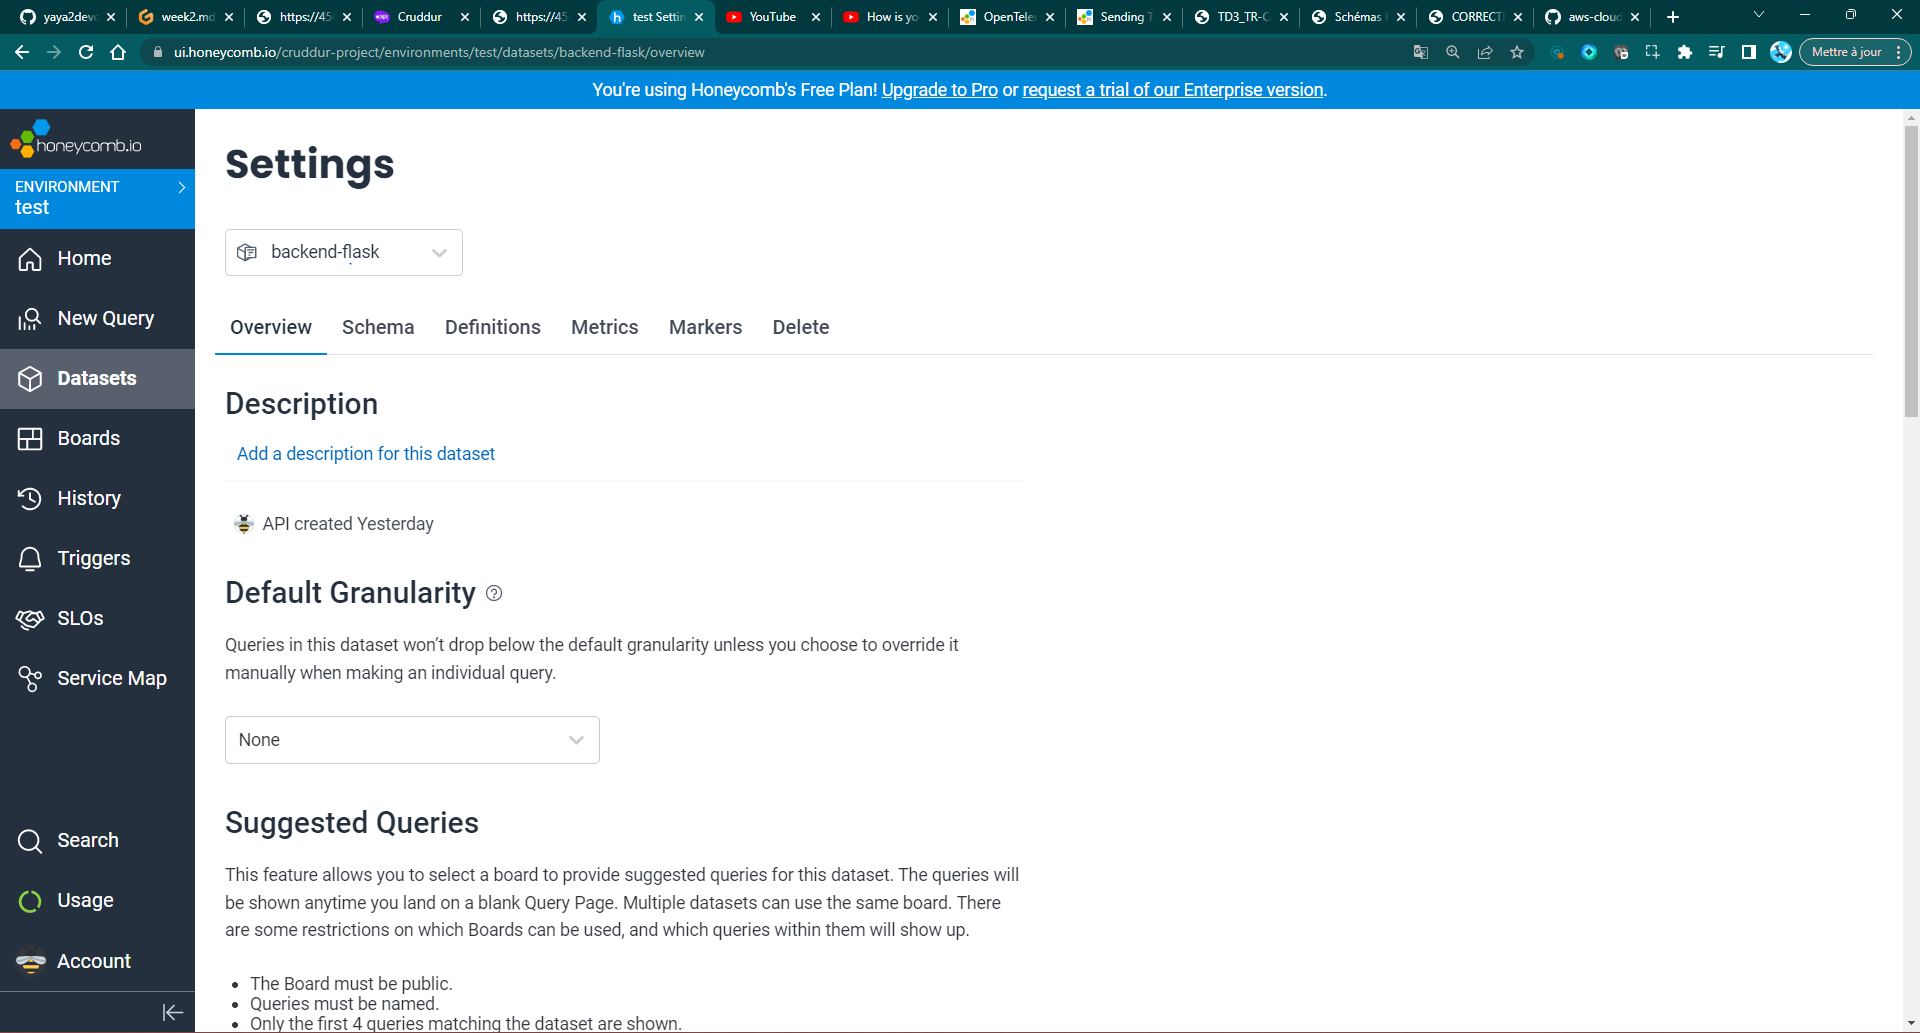 yaya2devo
week2.md
https://45
Cruddur
https://45
test Settin
YouTube
How is yo
OpenTele
Sending T
TD3_TR-C
Schémas
CORRECTI
aws-cloud
ui.honeycomb.io/cruddur-project/environments/test/datasets/backend-flask/overview
Mettre à jour
You're using Honeycomb's Free Plan! Upgrade to Pro or request a trial of our Enterprise version.
honeycomb.io
ENVIRONMENT
test
Home
New Query
Datasets
Boards
History
Triggers
SLOs
Service Map
Search
Usage
Account
Settings
backend-flask
Overview Schema Definitions Metrics Markers Delete
Description
Add a description for this dataset
API created Yesterday
Default Granularity
Queries in this dataset won’t drop below the default granularity unless you choose to override it
manually when making an individual query.
None
Suggested Queries
This feature allows you to select a board to provide suggested queries for this dataset. The queries will
be shown anytime you land on a blank Query Page. Multiple datasets can use the same board. There
are some restrictions on which Boards can be used, and which queries within them will show up.
The Board must be public.
Queries must be named.
Only the first 4 queries matching the dataset are shown.